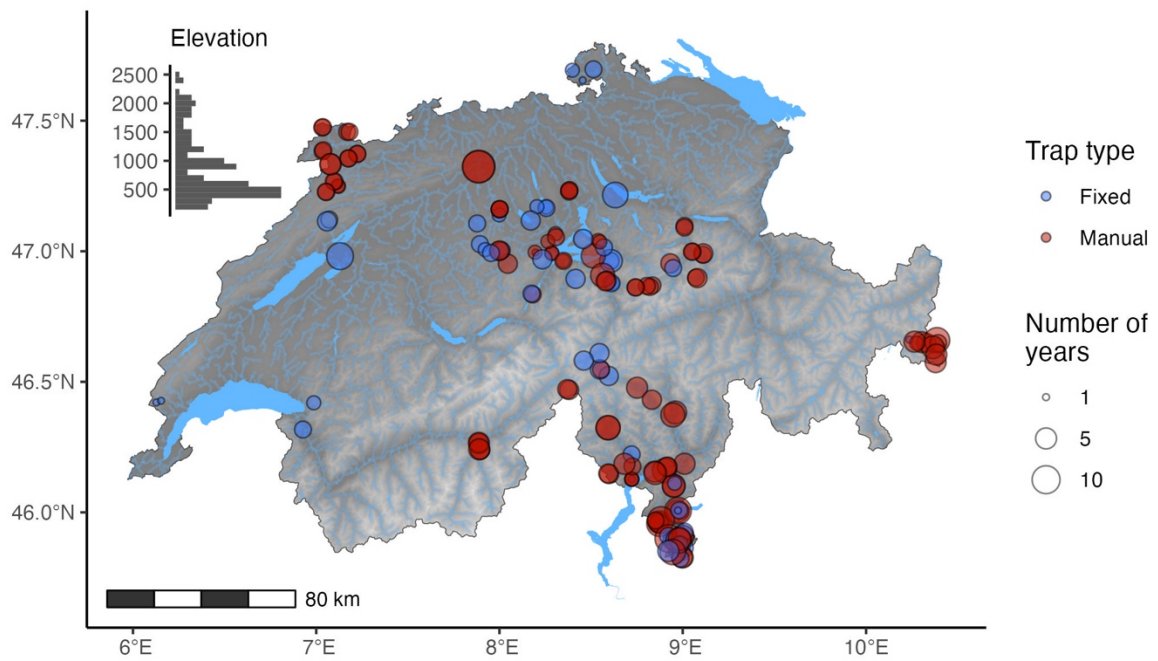 Elevation
2500
2000
1500
1000
500
47.5°N
47.0°N
46.5°N
46.0°N
80 km
6°E
7°E
8°E
9°E
10°E
Trap type
Fixed
Manual
Number of
years
1
5
10